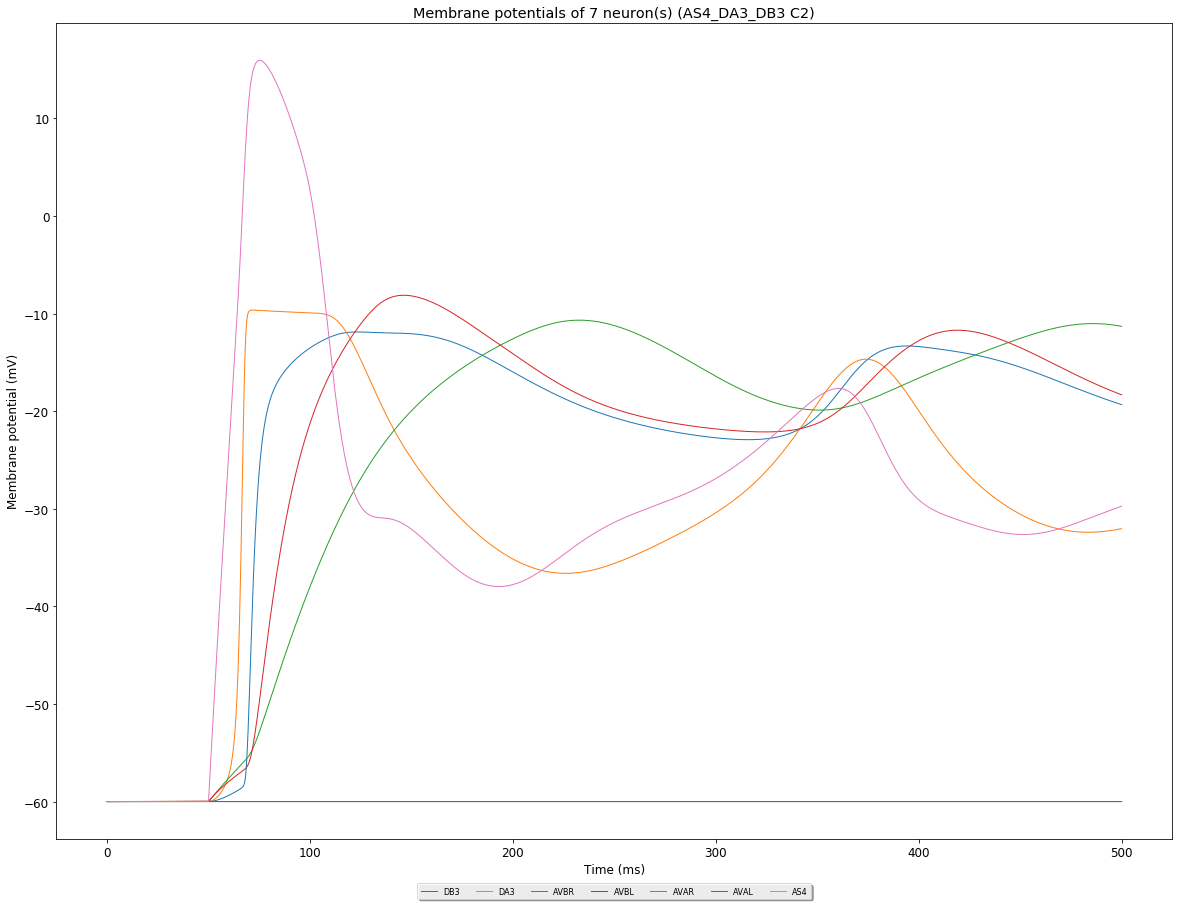 Membrane potentials of 7 neuron(s) (AS4_DA3_DB3 C2)
10
0
−10
−20
−30
−40
−50
−60
Membrane potential (mV)
0 100 200 300 400 500
Time (ms)
DB3 DA3 AVBR AVBL AVAR AVAL AS4